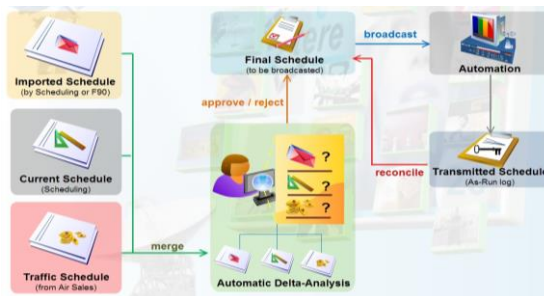 Imported Schedule
(by Scheduling or F90)
Current Schedule
(Scheduling)
Traffic Schedule
(from Air Sales)
merge
approve / reject
?
?
?
Automatic Delta-Analysis
Final Schedule
(to be broadcasted)
broadcast
Automation
reconcile
Transmitted Schedule
(As-Run log)